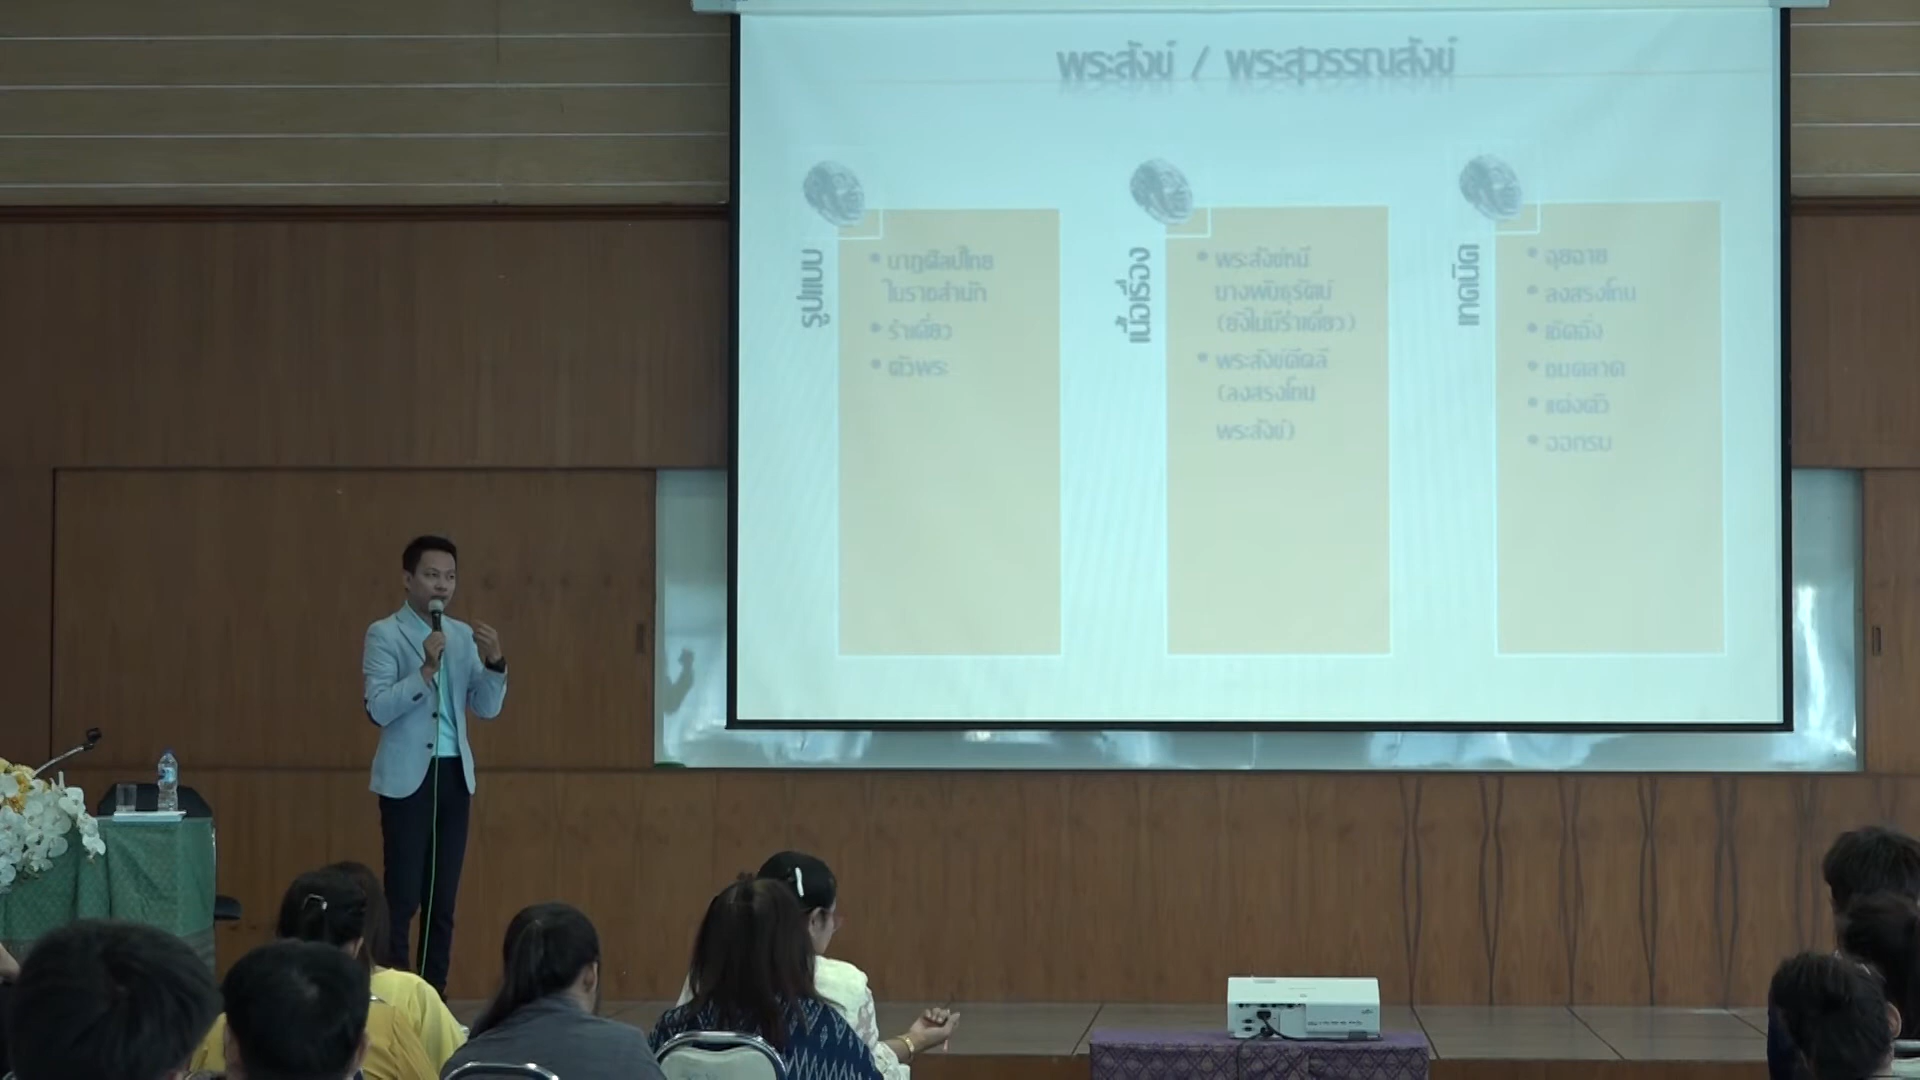 พระสังข์ / พระสุวรรณสังข์
รูปแบบ
• นาฏศิลป์ไทย
ในราชสำนัก
• รำเดี่ยว
• ตัวพระ
เนื้อเรื่อง
• พระสังข์หนี
นางพันธุรัตน์
(ยังไม่มีรำเดี่ยว)
• พระสังข์ตีคลี
(ลงสรงโทน
พระสังข์)
เทคนิค
• ฉุยฉาย
• ลงสรงโทน
• เชิดฉิ่ง
• ชมตลาด
• แต่งตัว
• ออกรบ